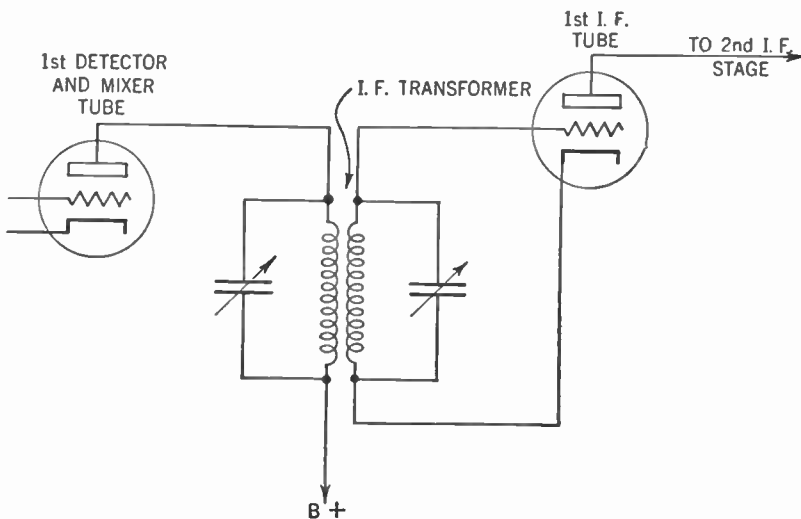 1st DETECTOR
AND MIXER
TUBE
I. F. TRANSFORMER
1st I. F.
TUBE
TO 2nd I. F.
STAGE
B +